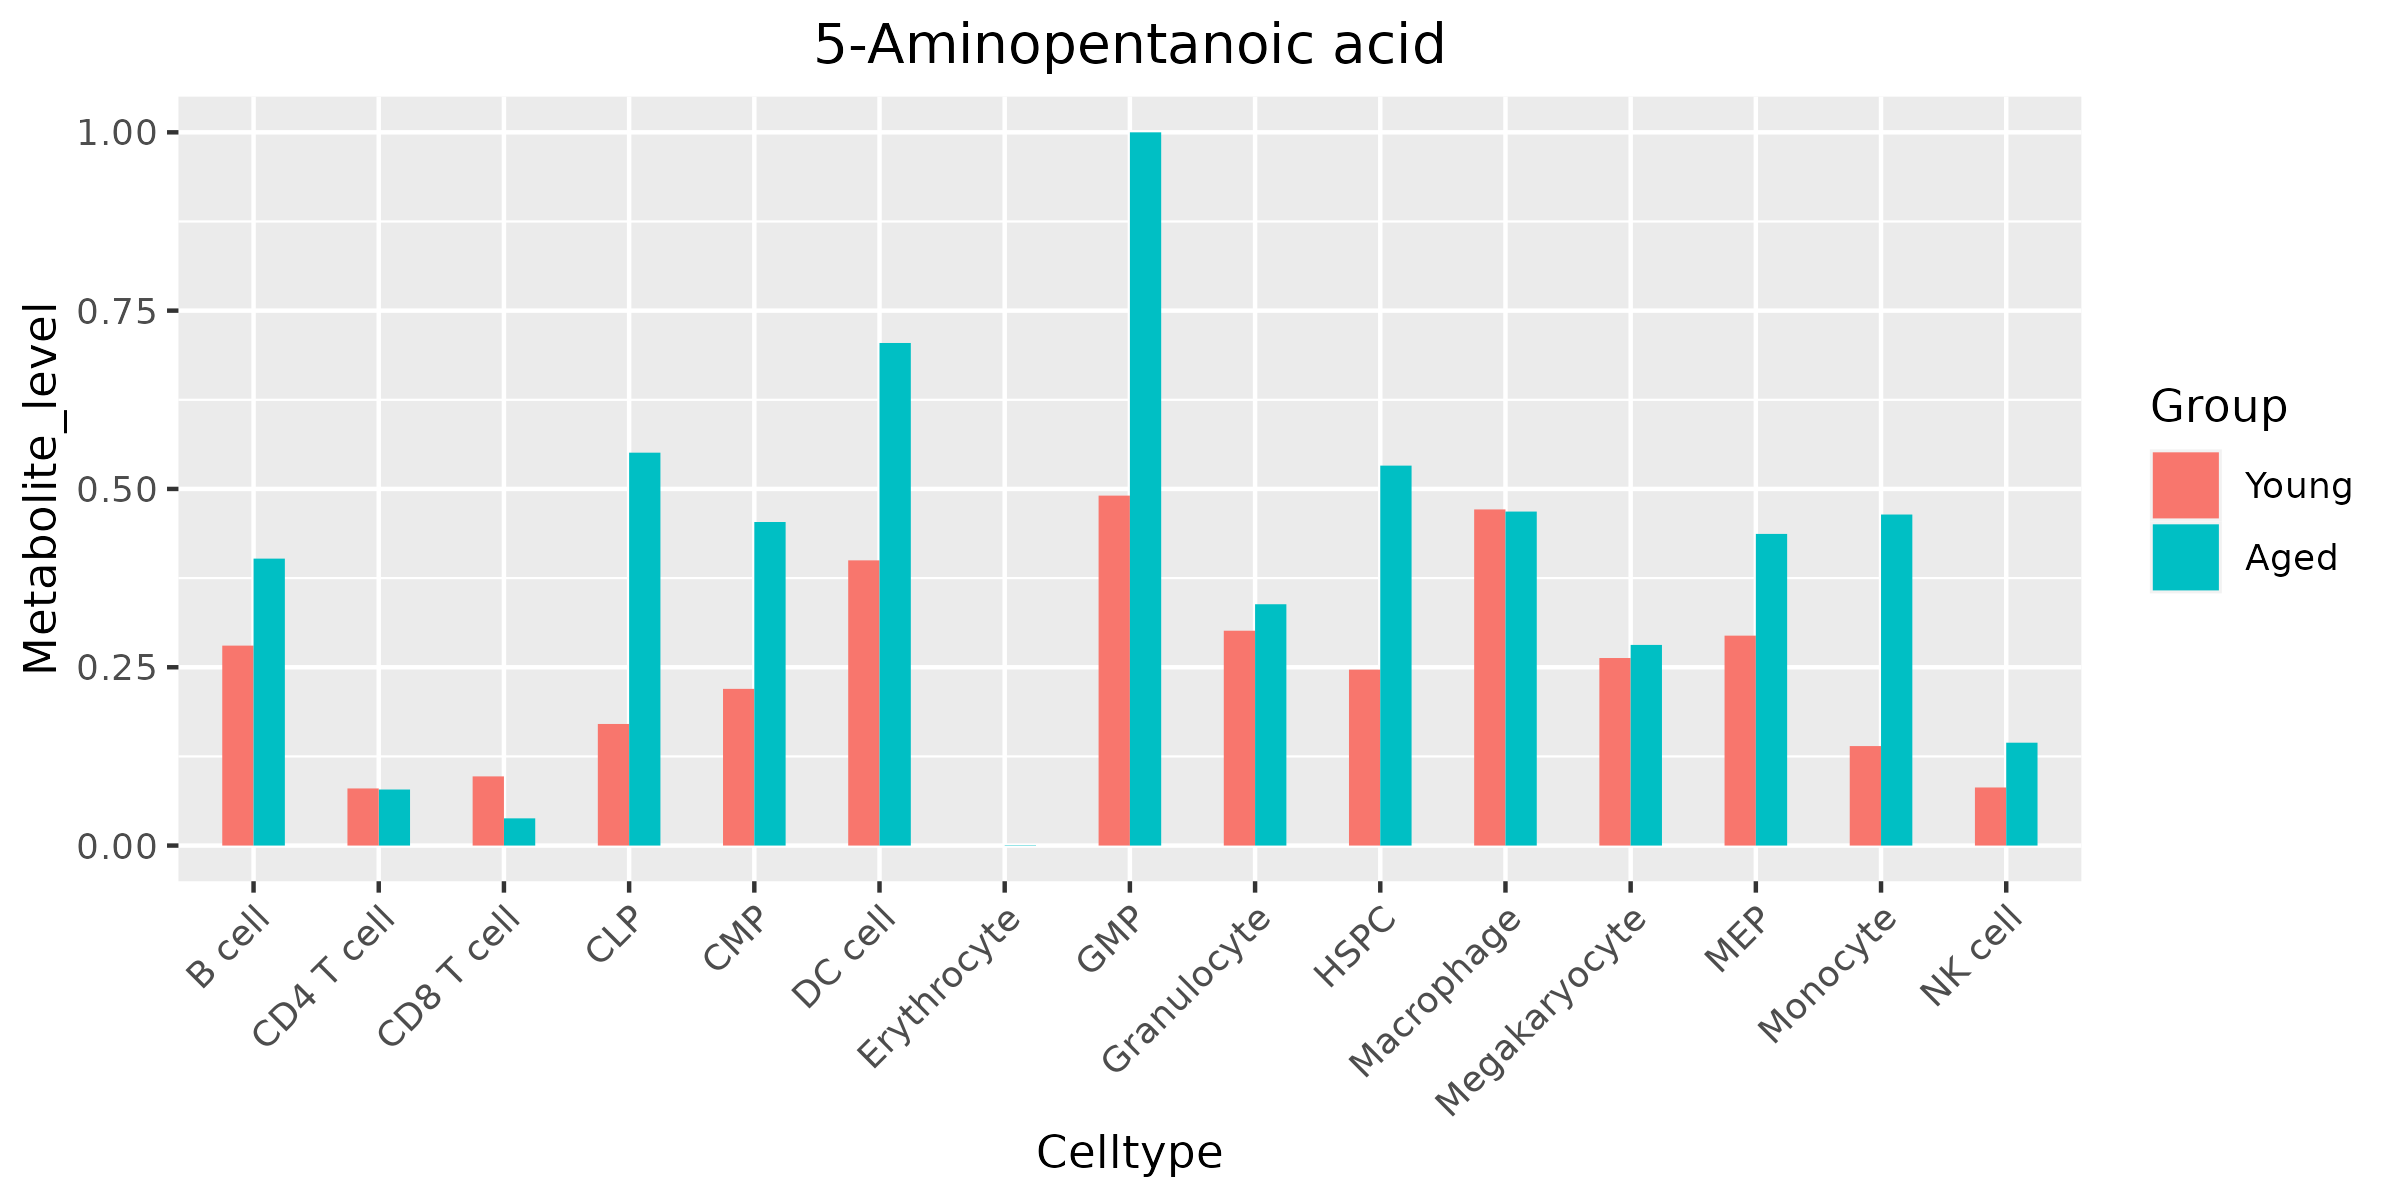 5-Aminopentanoic acid
Metabolite_level
1.00
0.75
0.50
0.25
0.00
B cell
CD4 T cell
CD8 T cell
CLP
CMP
DC cell
Erythrocyte
GMP
Granulocyte
HSPC
Macrophage
Megakaryocyte
MEP
Monocyte
NK cell
Celltype
Group
Young
Aged